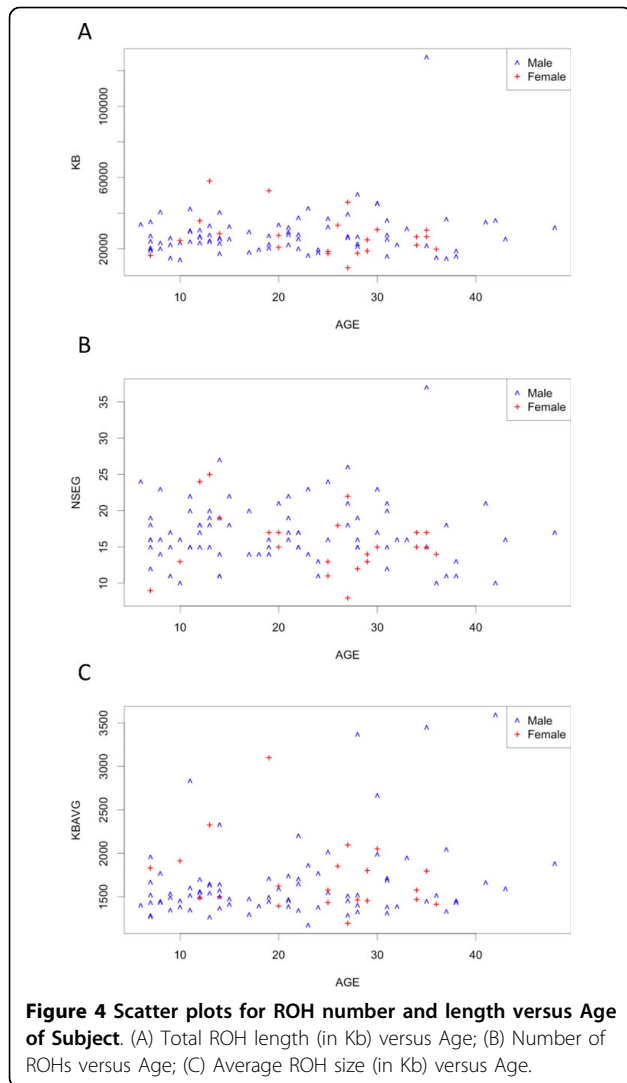 A
Male
Female
100000
60000
20000
KB
10 20 30 40
AGE
B
Male
Female
35
30
25
20
15
10
NSEG
10 20 30 40
AGE
C
Male
Female
3500
3000
2500
2000
1500
KBAVG
10 20 30 40
AGE
Figure 4 Scatter plots for ROH number and length versus Age
of Subject. (A) Total ROH length (in Kb) versus Age; (B) Number of
ROHs versus Age; (C) Average ROH size (in Kb) versus Age.